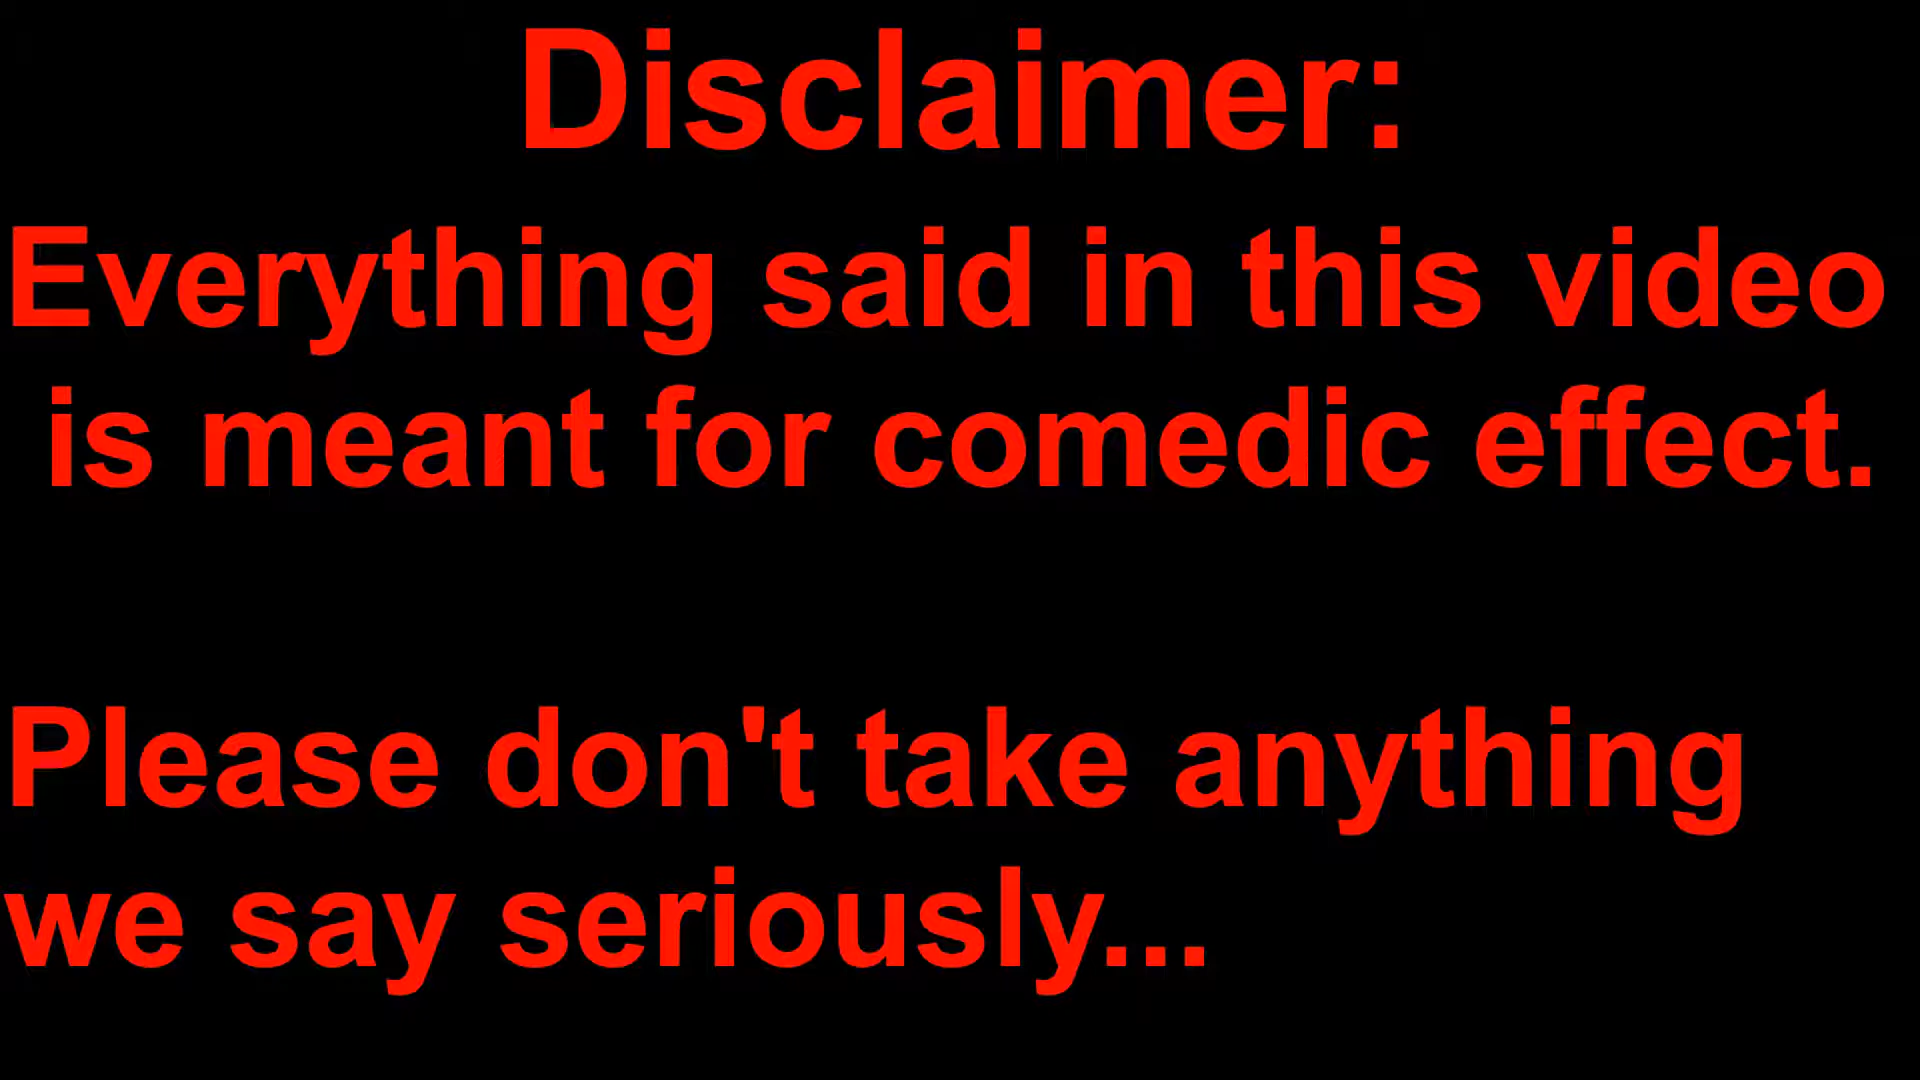 Disclaimer:
Everything said in this video
is meant for comedic effect.
Please don't take anything
we say seriously...